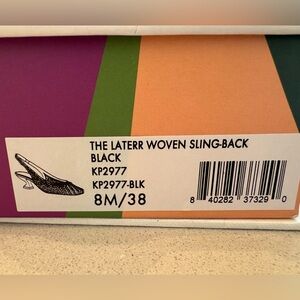 THE LATERR WOVEN SLING-BACK
BLACK
KP2977
KP2977-BLK
8M/38
8 40282 37329 0